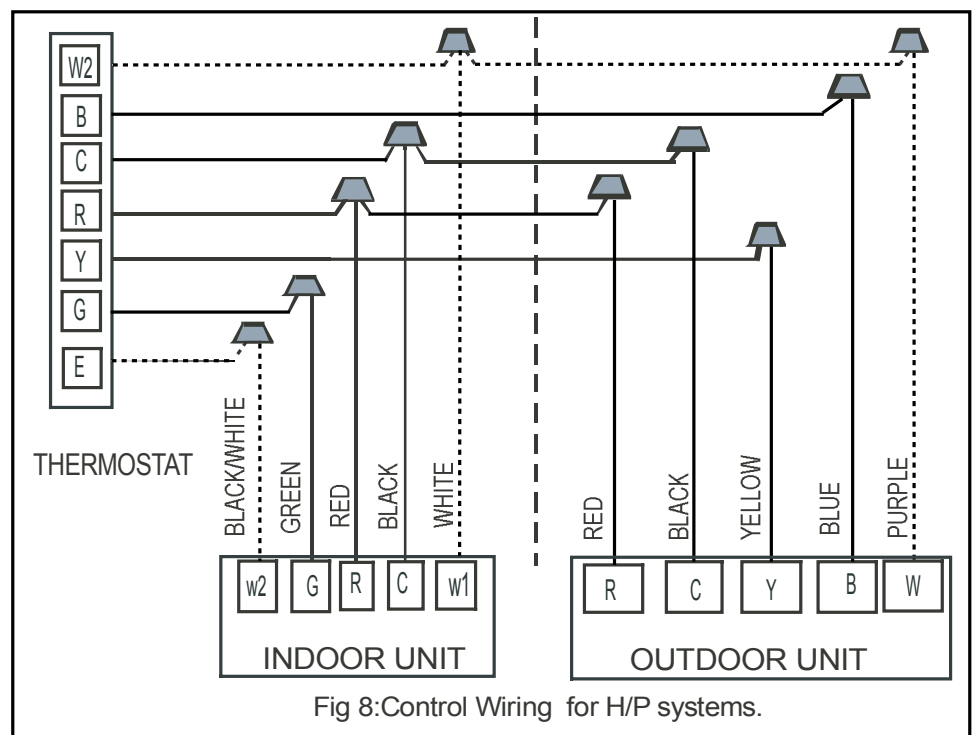 W2
B
C
R
Y
G
E
THERMOSTAT
BLACK/WHITE
GREEN
RED
BLACK
WHITE
RED
BLACK
YELLOW
BLUE
PURPLE
w2 G R C w1
R C Y B W
INDOOR UNIT
OUTDOOR UNIT
Fig 8:Control Wiring for H/P systems.